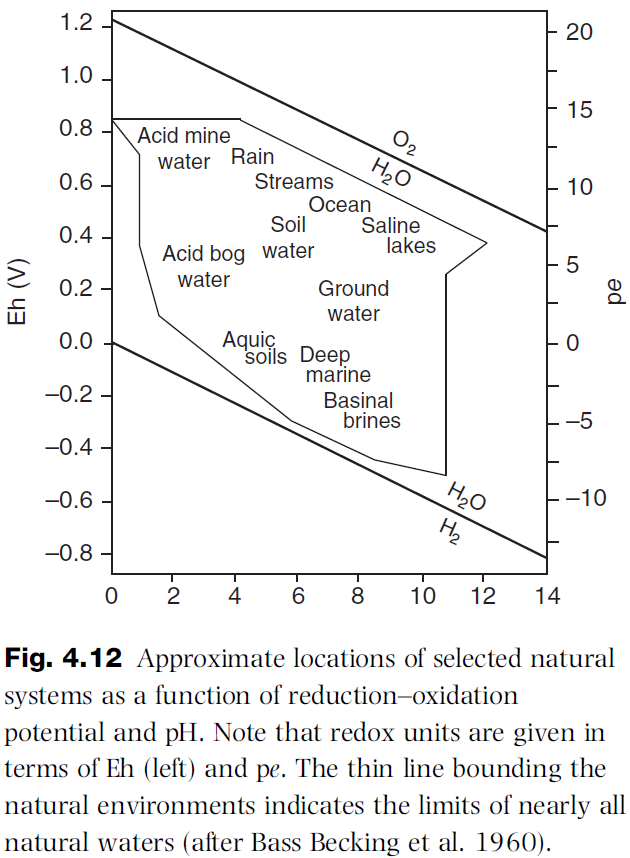 1.2
1.0
0.8
0.6
0.4
0.2
0.0
−0.2
−0.4
−0.6
−0.8
Eh (V)
20
15
10
5
0
−5
−10
pe
0 2 4 6 8 10 12 14
O2
H2O
Acid mine
water
Rain
Streams
Ocean
Soil
water
Saline
lakes
Acid bog
water
Ground
water
Aquic
soils
Deep
marine
Basinal
brines
H2O
H2
Fig. 4.12 Approximate locations of selected natural
systems as a function of reduction–oxidation
potential and pH. Note that redox units are given in
terms of Eh (left) and pe. The thin line bounding the
natural environments indicates the limits of nearly all
natural waters (after Bass Becking et al. 1960).